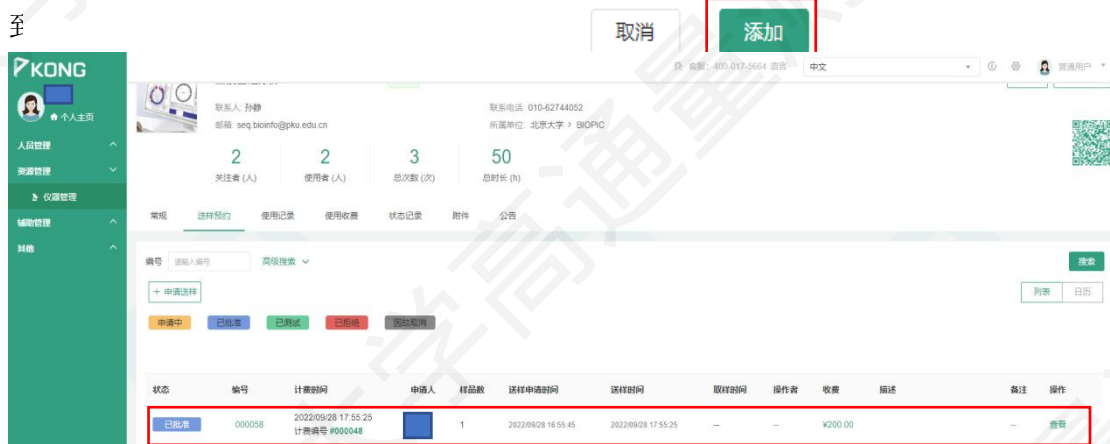 取消 添加
KONG
客服：400-017-5664 语言 中文 普通用户
个人主页
联系人: 孙静 联系电话: 010-62744052
邮箱: seq.bioinfo@pku.edu.cn 所属单位: 北京大学 > BIOPIC
人员管理
资源管理
仪器管理
辅助管理
其他
2 2 3 50
关注者 (人) 使用者 (人) 总次数 (次) 总时长 (h)
常规 送样预约 使用记录 使用收费 状态记录 附件 公告
编号 请输入编号 高级搜索 搜索
+ 申请送样 列表 日历
申请中 已批准 已测试 已拒绝 因故取消
状态 编号 计费时间 申请人 样品数 送样申请时间 送样时间 取样时间 操作者 收费 描述 备注 操作
已批准 000058 2022/09/28 17:55:25 1 2022/09/28 16:55:45 2022/09/28 17:55:25 -- -- ¥200.00 -- 查看
计费编号 #000048